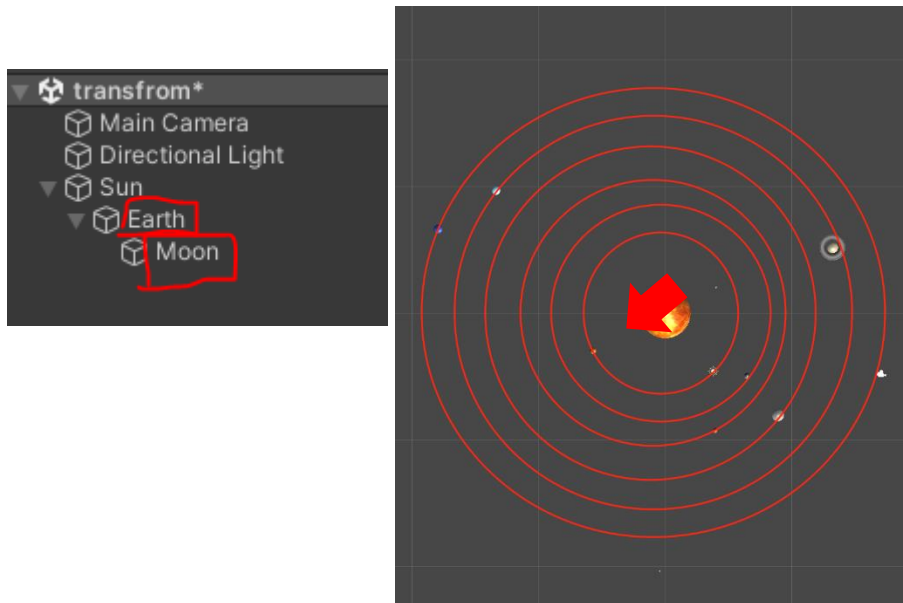 transfrom*
Main Camera
Directional Light
Sun
Earth
Moon